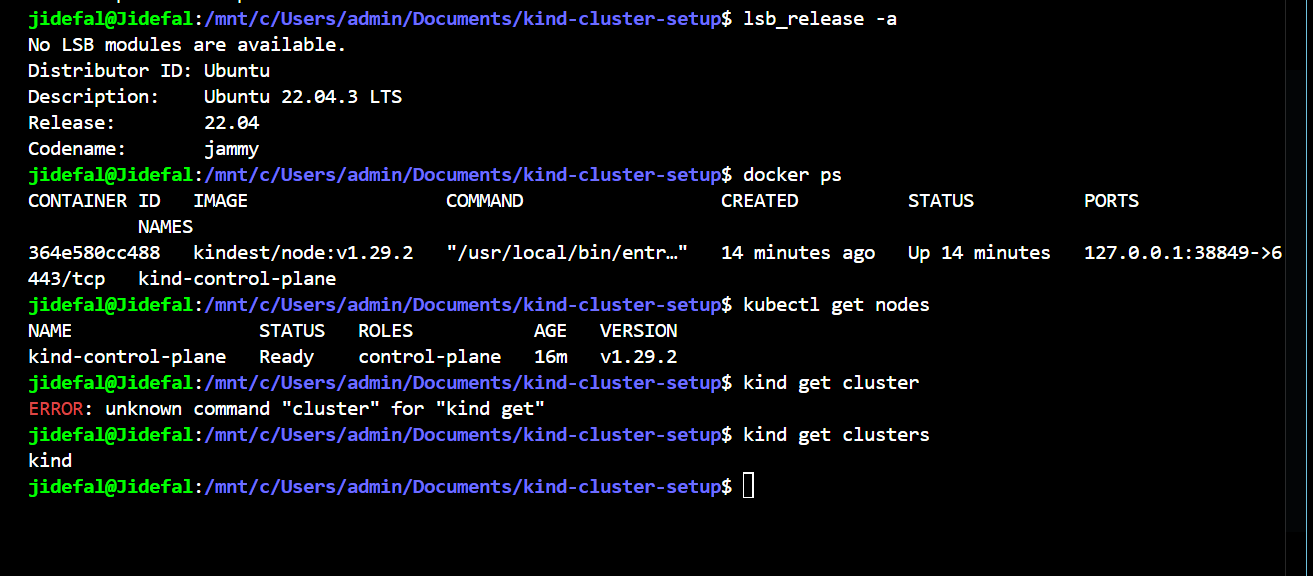 jidefal@Jidefal:/mnt/c/Users/admin/Documents/kind-cluster-setup$ lsb_release -a
No LSB modules are available.
Distributor ID: Ubuntu
Description:    Ubuntu 22.04.3 LTS
Release:        22.04
Codename:       jammy
jidefal@Jidefal:/mnt/c/Users/admin/Documents/kind-cluster-setup$ docker ps
CONTAINER ID   IMAGE                  COMMAND                  CREATED          STATUS          PORTS
          NAMES
364e580cc488   kindest/node:v1.29.2   "/usr/local/bin/entr…"   14 minutes ago   Up 14 minutes   127.0.0.1:38849->6
443/tcp   kind-control-plane
jidefal@Jidefal:/mnt/c/Users/admin/Documents/kind-cluster-setup$ kubectl get nodes
NAME                 STATUS   ROLES           AGE   VERSION
kind-control-plane   Ready    control-plane   16m   v1.29.2
jidefal@Jidefal:/mnt/c/Users/admin/Documents/kind-cluster-setup$ kind get cluster
ERROR: unknown command "cluster" for "kind get"
jidefal@Jidefal:/mnt/c/Users/admin/Documents/kind-cluster-setup$ kind get clusters
kind
jidefal@Jidefal:/mnt/c/Users/admin/Documents/kind-cluster-setup$